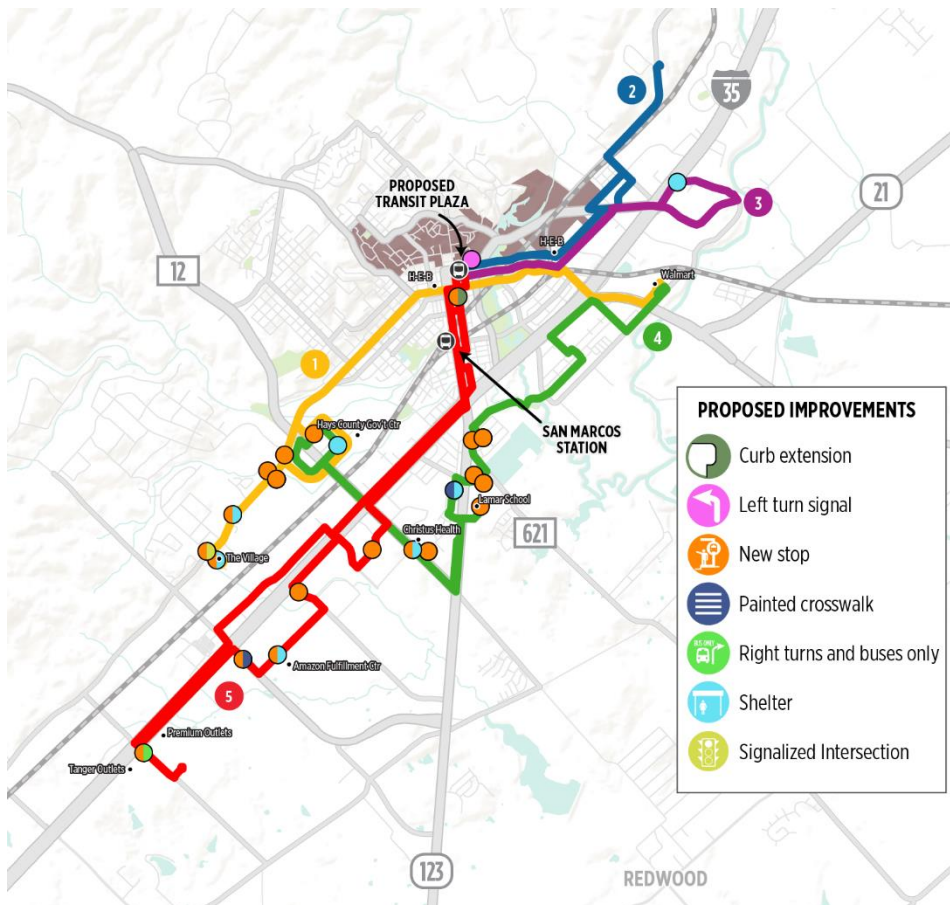 2
35
PROPOSED
TRANSIT PLAZA
21
3
H-E-B
12
H-E-B
Walmart
4
1
Hays County Gov't Ctr
SAN MARCOS
STATION
Lamar School
621
Christus Health
The Village
Amazon Fulfillment Ctr
5
Premium Outlets
Tanger Outlets
123
REDWOOD
PROPOSED IMPROVEMENTS
Curb extension
Left turn signal
New stop
Painted crosswalk
BUS ONLY
Right turns and buses only
Shelter
Signalized Intersection